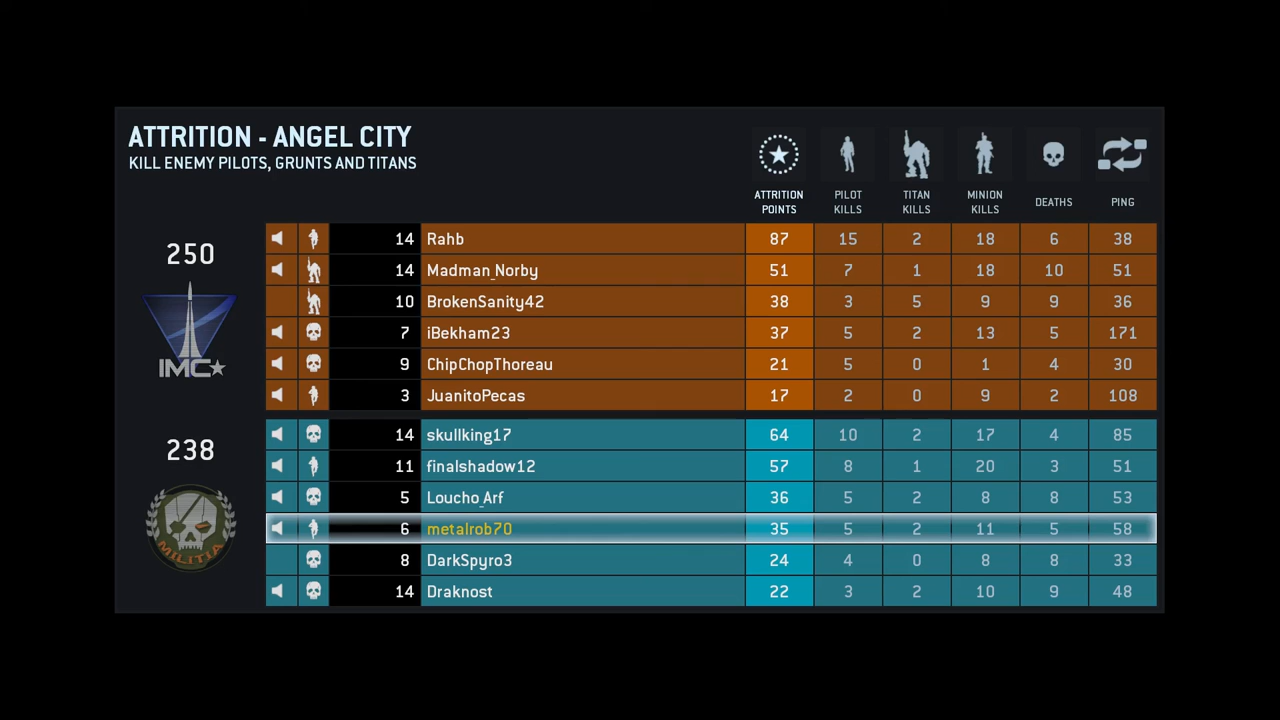 ATTRITION - ANGEL CITY
KILL ENEMY PILOTS, GRUNTS AND TITANS
ATTRITION POINTS PILOT KILLS TITAN KILLS MINION KILLS DEATHS PING
250
IMC
14 Rahb 87 15 2 18 6 38
14 Madman_Norby 51 7 1 18 10 51
10 BrokenSanity42 38 3 5 9 9 36
7 iBekham23 37 5 2 13 5 171
9 ChipChopThoreau 21 5 0 1 4 30
3 JuanitoPecas 17 2 0 9 2 108
238
MILITIA
14 skullking17 64 10 2 17 4 85
11 finalshadow12 57 8 1 20 3 51
5 Loucho_Arf 36 5 2 8 8 53
6 metalrob70 35 5 2 11 5 58
8 DarkSpyro3 24 4 0 8 8 33
14 Draknost 22 3 2 10 9 48